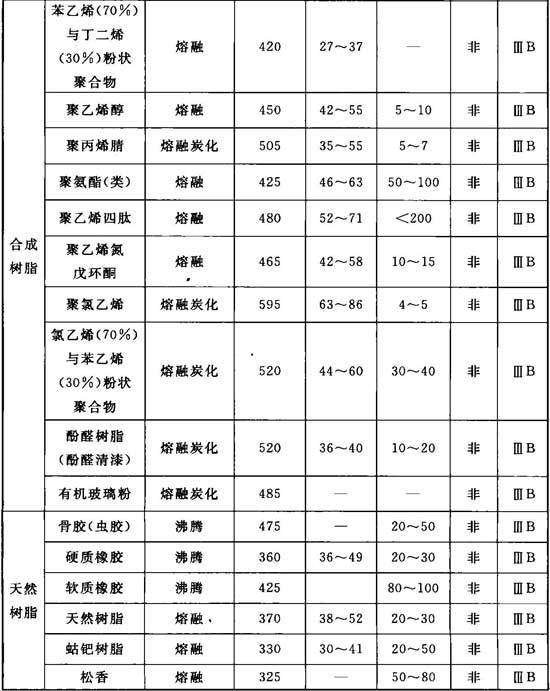 合成
树脂
苯乙烯(70%)
与丁二烯
(30%)粉状
聚合物 熔融 420 27～37 — 非 ⅢB
聚乙烯醇 熔融 450 42～55 5～10 非 ⅢB
聚丙烯腈 熔融炭化 505 35～55 5～7 非 ⅢB
聚氨酯(类) 熔融 425 46～63 50～100 非 ⅢB
聚乙烯四肽 熔融 480 52～71 ＜200 非 ⅢB
聚乙烯氮
戊环酮 熔融 465 42～58 10～15 非 ⅢB
聚氯乙烯 熔融炭化 595 63～86 4～5 非 ⅢB
氯乙烯(70%)
与苯乙烯
(30%)粉状
聚合物 熔融炭化 520 44～60 30～40 非 ⅢB
酚醛树脂
(酚醛清漆) 熔融炭化 520 36～40 10～20 非 ⅢB
有机玻璃粉 熔融炭化 485 — — 非 ⅢB
天然
树脂
骨胶(虫胶) 沸腾 475 — 20～50 非 ⅢB
硬质橡胶 沸腾 360 36～49 20～30 非 ⅢB
软质橡胶 沸腾 425 80～100 非 ⅢB
天然树脂 熔融 370 38～52 20～30 非 ⅢB
蛄钯树脂 熔融 330 30～41 20～50 非 ⅢB
松香 熔融 325 — 50～80 非 ⅢB